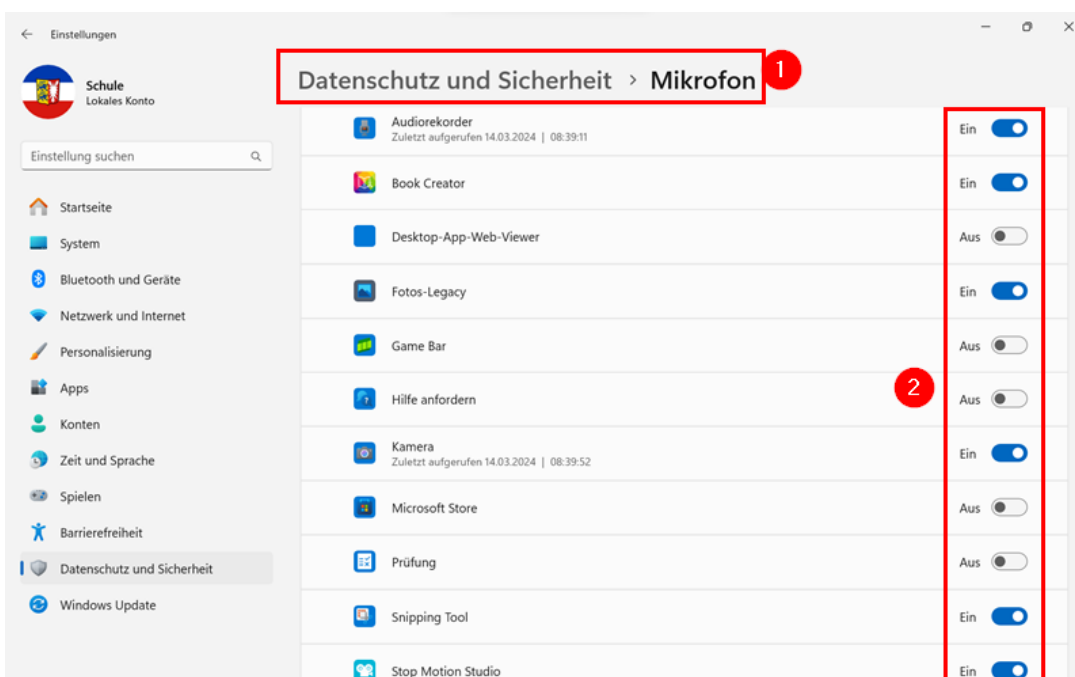 Einstellungen
Schule
Lokales Konto
Einstellung suchen
Startseite
System
Bluetooth und Geräte
Netzwerk und Internet
Personalisierung
Apps
Konten
Zeit und Sprache
Spielen
Barrierefreiheit
Datenschutz und Sicherheit
Windows Update
Datenschutz und Sicherheit > Mikrofon
1
Audiorekorder Ein
Zuletzt aufgerufen 14.03.2024 | 08:39:11
Book Creator Ein
Desktop-App-Web-Viewer Aus
Fotos-Legacy Ein
Game Bar Aus
2
Hilfe anfordern Aus
Kamera Ein
Zuletzt aufgerufen 14.03.2024 | 08:39:52
Microsoft Store Aus
Prüfung Aus
Snipping Tool Ein
Stop Motion Studio Ein